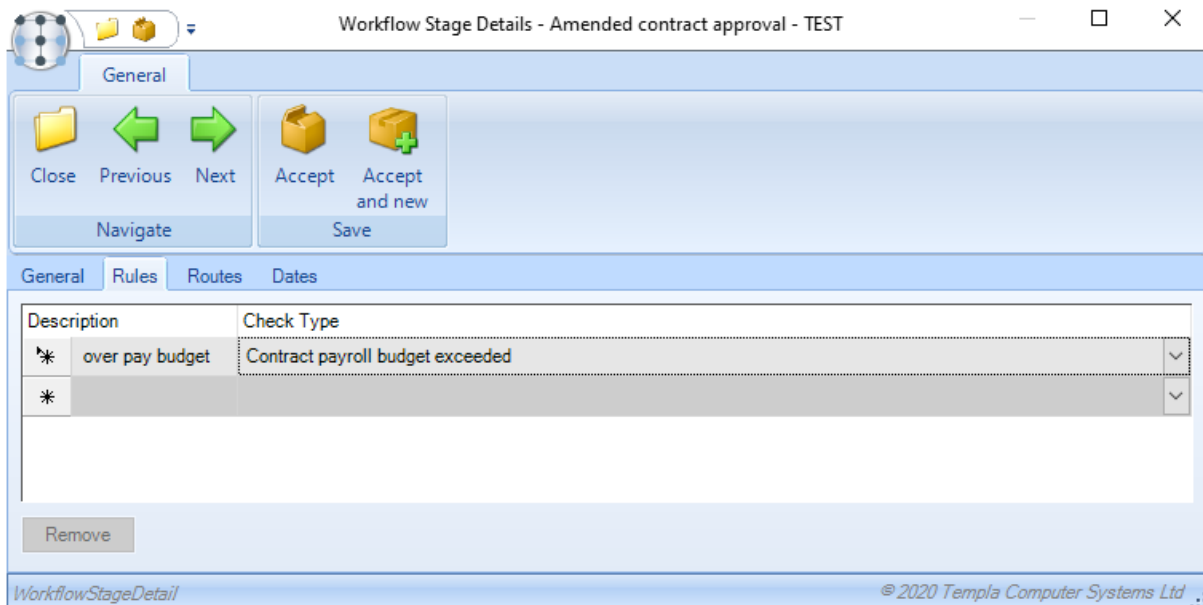 Workflow Stage Details - Amended contract approval - TEST
General
Close Previous Next Accept Accept and new
Navigate Save
General Rules Routes Dates
Description Check Type
over pay budget Contract payroll budget exceeded
Remove
WorkflowStageDetail © 2020 Templa Computer Systems Ltd